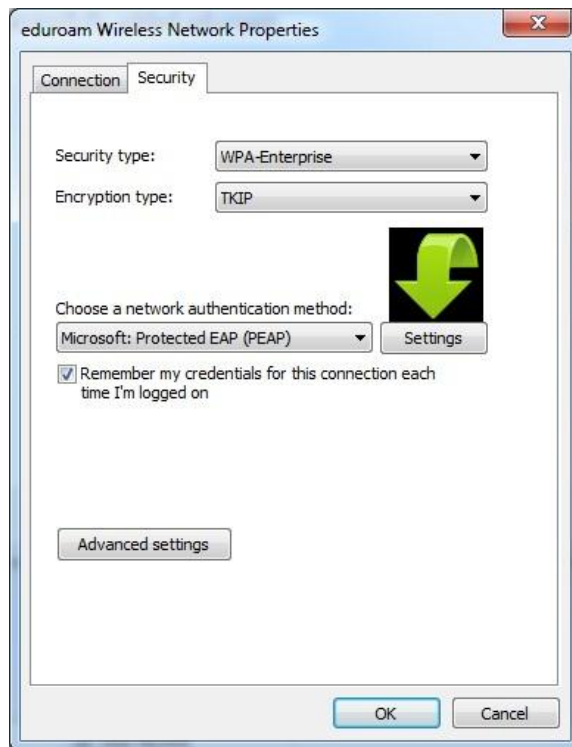 eduroam Wireless Network Properties
Connection Security
Security type: WPA-Enterprise
Encryption type: TKIP
Choose a network authentication method:
Microsoft: Protected EAP (PEAP) Settings
Remember my credentials for this connection each
time I'm logged on
Advanced settings
OK Cancel